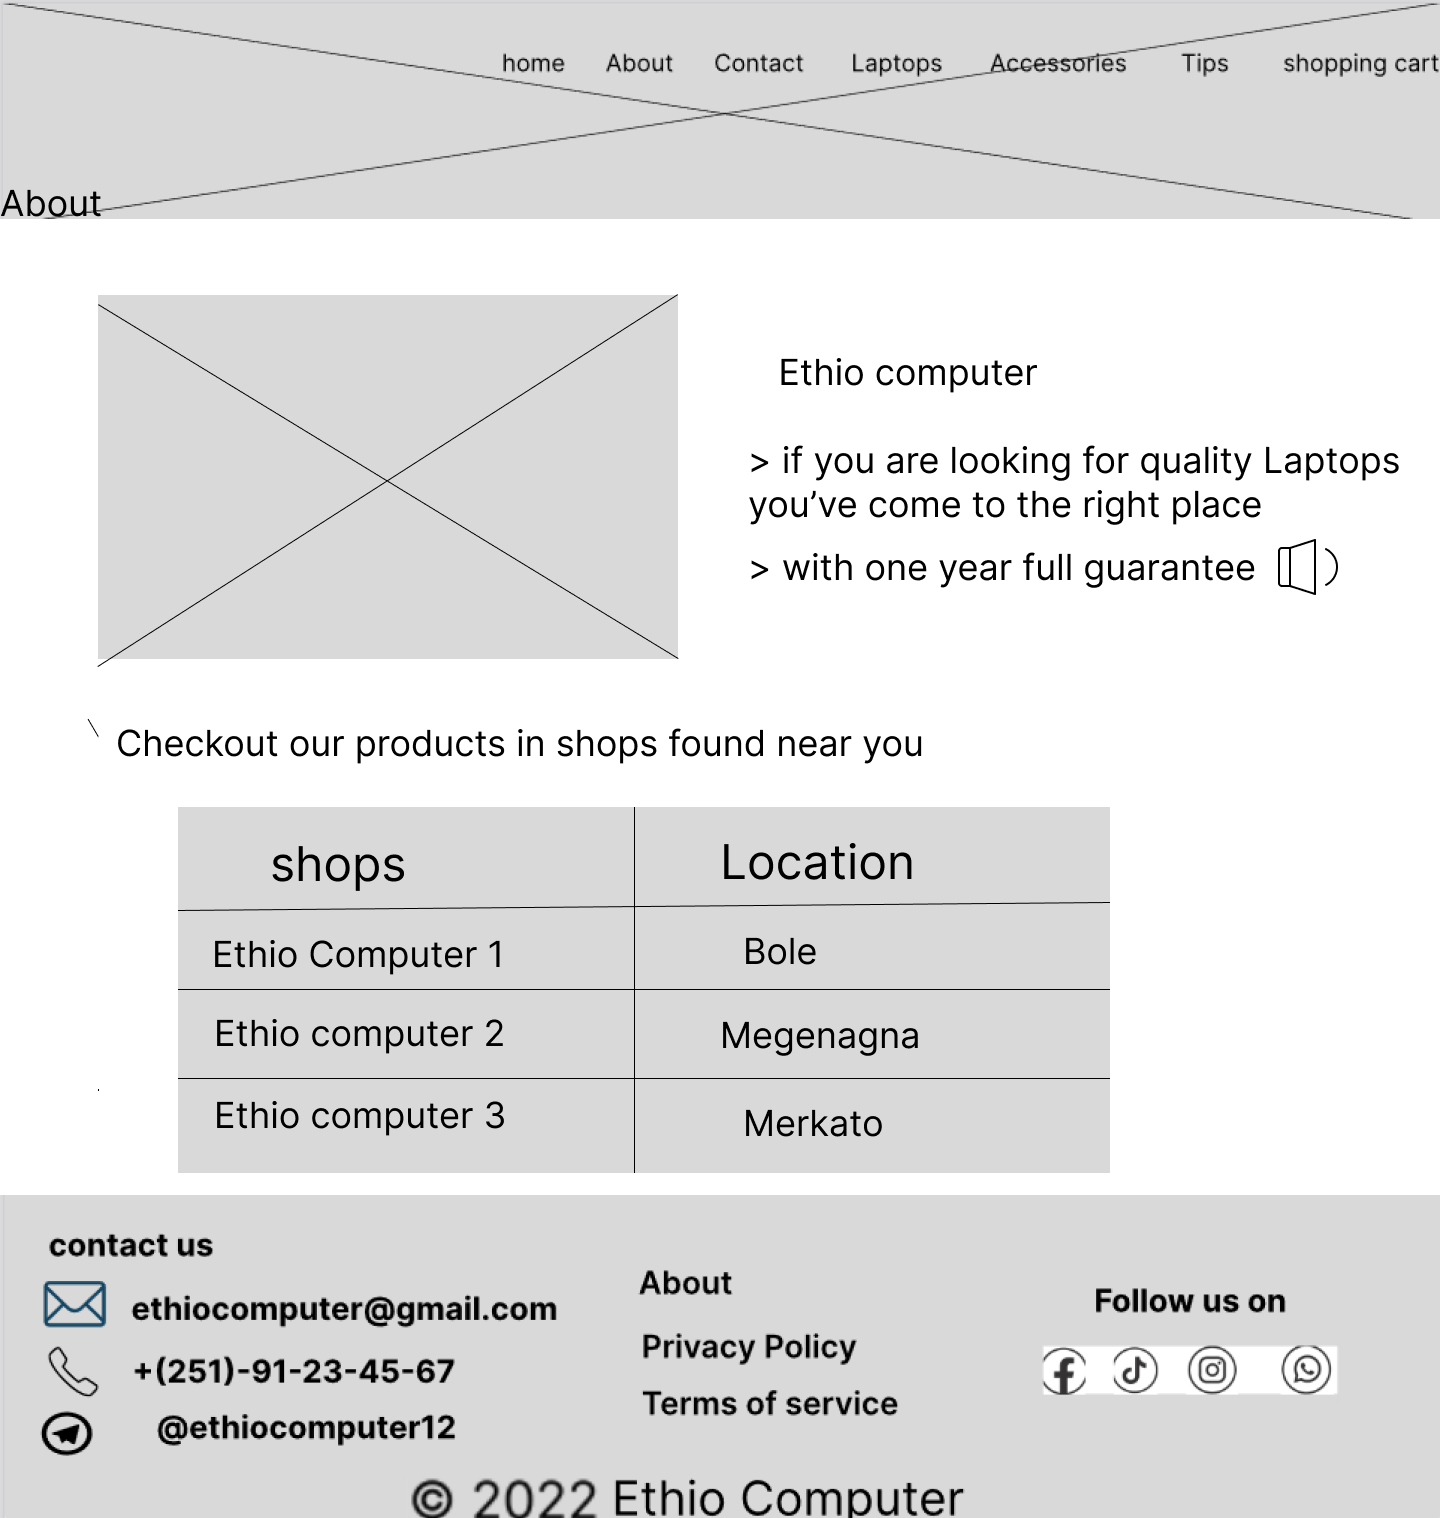 home About Contact Laptops Accessories Tips shopping cart
About
Ethio computer
> if you are looking for quality Laptops
you’ve come to the right place
> with one year full guarantee
Checkout our products in shops found near you
shops Location
Ethio Computer 1 Bole
Ethio computer 2 Megenagna
Ethio computer 3 Merkato
contact us
ethiocomputer@gmail.com
+(251)-91-23-45-67
@ethiocomputer12
About
Privacy Policy
Terms of service
Follow us on
© 2022 Ethio Computer